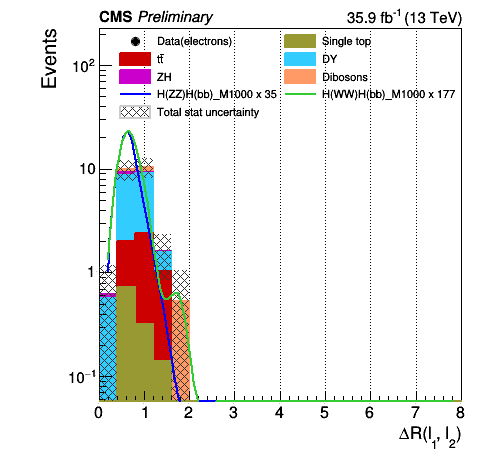 CMS Preliminary 35.9 fb⁻¹ (13 TeV)
Events
Data(electrons) Single top
tt̄ DY
ZH Dibosons
H(ZZ)H(bb)_M1000 x 35 H(WW)H(bb)_M1000 x 177
Total stat uncertainty
10²
10
1
10⁻¹
0 1 2 3 4 5 6 7 8
ΔR(l₁, l₂)